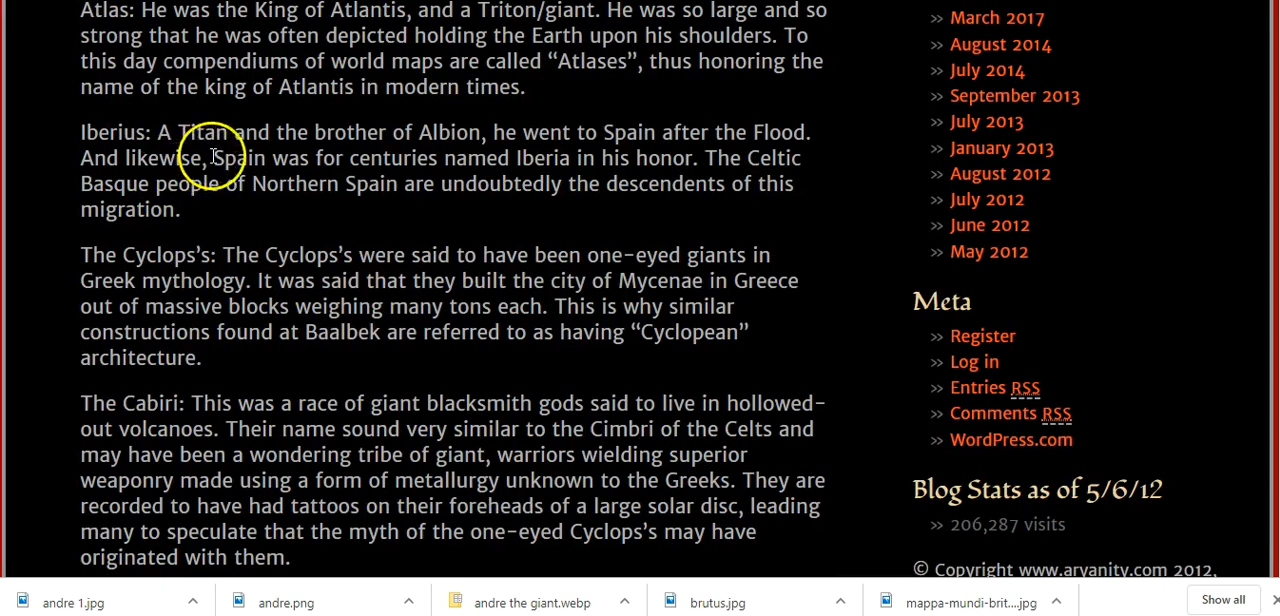 Atlas: He was the King of Atlantis, and a Triton/giant. He was so large and so
strong that he was often depicted holding the Earth upon his shoulders. To
this day compendiums of world maps are called “Atlases”, thus honoring the
name of the king of Atlantis in modern times.
Iberius: A Titan and the brother of Albion, he went to Spain after the Flood.
And likewise, Spain was for centuries named Iberia in his honor. The Celtic
Basque people of Northern Spain are undoubtedly the descendents of this
migration.
The Cyclops’s: The Cyclops’s were said to have been one-eyed giants in
Greek mythology. It was said that they built the city of Mycenae in Greece
out of massive blocks weighing many tons each. This is why similar
constructions found at Baalbek are referred to as having “Cyclopean”
architecture.
The Cabiri: This was a race of giant blacksmith gods said to live in hollowed-
out volcanoes. Their name sound very similar to the Cimbri of the Celts and
may have been a wondering tribe of giant, warriors wielding superior
weaponry made using a form of metallurgy unknown to the Greeks. They are
recorded to have had tattoos on their foreheads of a large solar disc, leading
many to speculate that the myth of the one-eyed Cyclops’s may have
originated with them.
» March 2017
» August 2014
» July 2014
» September 2013
» July 2013
» January 2013
» August 2012
» July 2012
» June 2012
» May 2012
Meta
» Register
» Log in
» Entries RSS
» Comments RSS
» WordPress.com
Blog Stats as of 5/6/12
» 206,287 visits
© Copyright www.aryanity.com 2012,
andre 1.jpg
andre.png
andre the giant.webp
brutus.jpg
mappa-mundi-brit....jpg
Show all